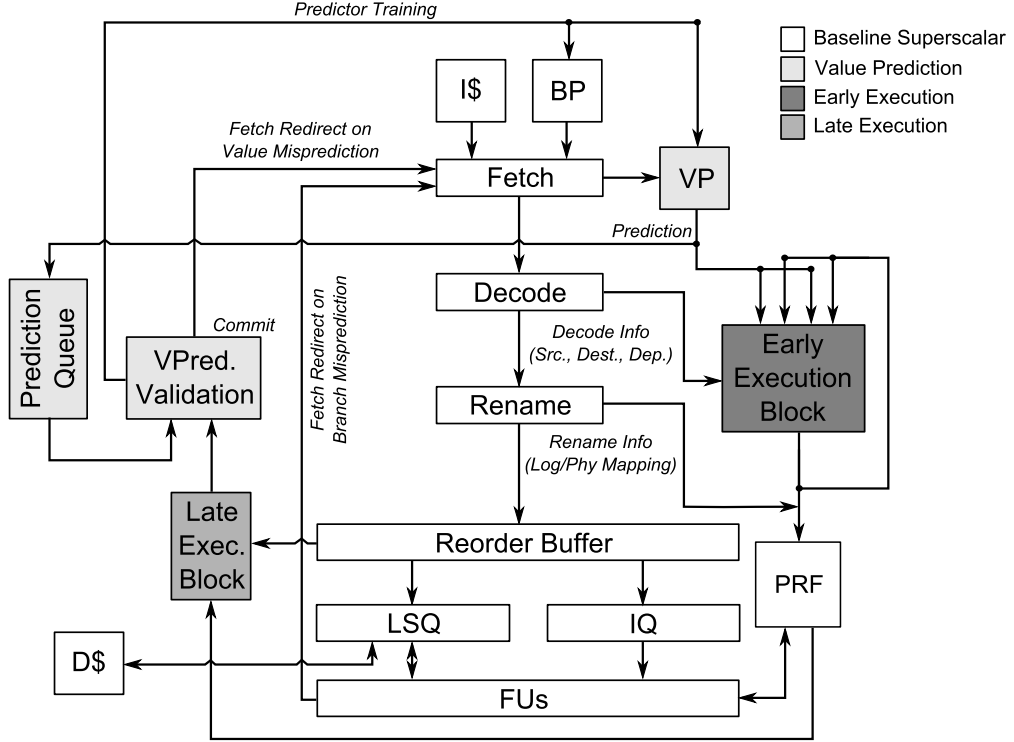 Predictor Training
Baseline Superscalar
Value Prediction
Early Execution
Late Execution
I$
BP
Fetch Redirect on
Value Misprediction
Fetch
VP
Prediction
Prediction
Queue
Commit
VPred.
Validation
Fetch Redirect on
Branch Misprediction
Decode
Decode Info
(Src., Dest., Dep.)
Early
Execution
Block
Rename
Rename Info
(Log/Phy Mapping)
Late
Exec.
Block
Reorder Buffer
PRF
LSQ
IQ
D$
FUs